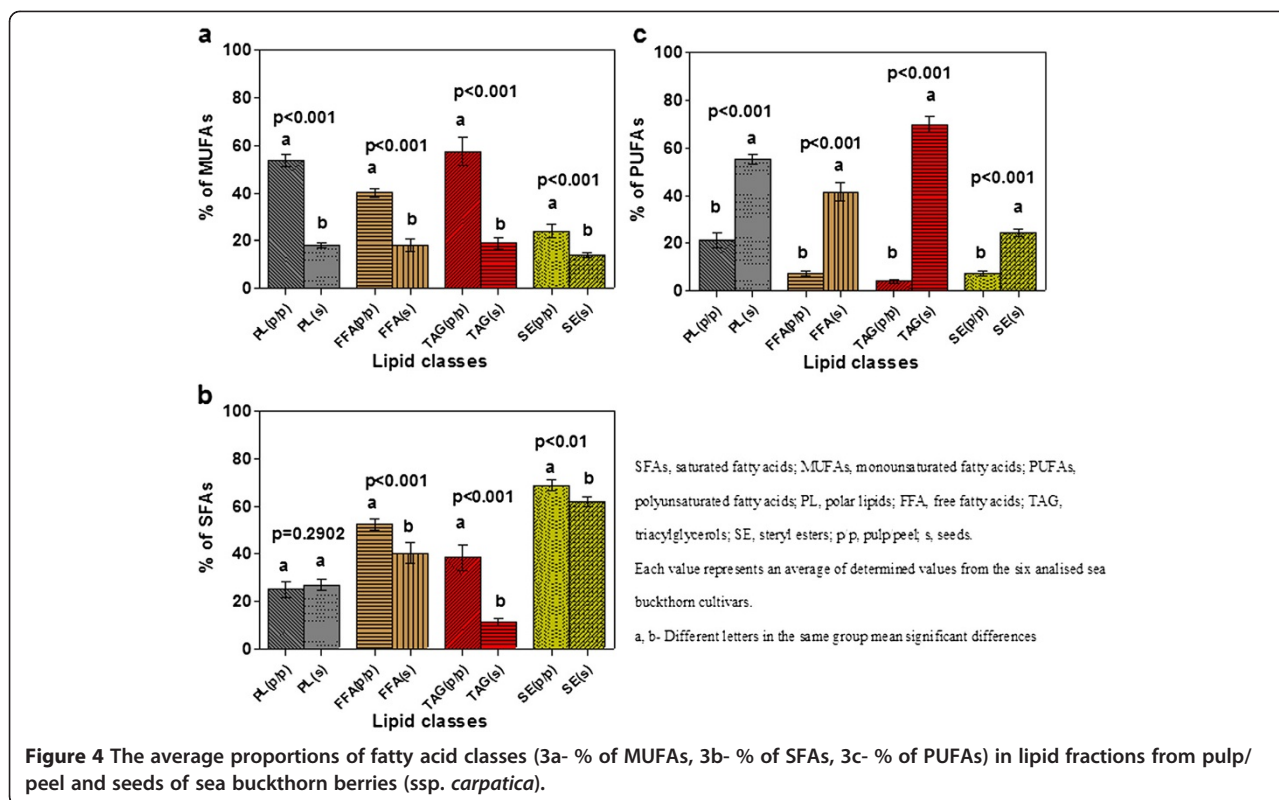 a
100
80
60
40
20
0
% of MUFAs
p<0.001
a
b
p<0.001
a
b
p<0.001
a
b
p<0.001
a
b
PL(p/p)
PL(s)
FFA(p/p)
FFA(s)
TAG(p/p)
TAG(s)
SE(p/p)
SE(s)
Lipid classes
c
100
80
60
40
20
0
% of PUFAs
p<0.001
b
a
p<0.001
b
a
p<0.001
b
a
p<0.001
b
a
PL(p/p)
PL(s)
FFA(p/p)
FFA(s)
TAG(p/p)
TAG(s)
SE(p/p)
SE(s)
Lipid classes
b
100
80
60
40
20
0
% of SFAs
p=0.2902
a
a
p<0.001
a
b
p<0.001
a
b
p<0.01
a
b
PL(p/p)
PL(s)
FFA(p/p)
FFA(s)
TAG(p/p)
TAG(s)
SE(p/p)
SE(s)
Lipid classes
SFAs, saturated fatty acids; MUFAs, monounsaturated fatty acids; PUFAs,
polyunsaturated fatty acids; PL, polar lipids; FFA, free fatty acids; TAG,
triacylglycerols; SE, steryl esters; p/p, pulp/peel; s, seeds.
Each value represents an average of determined values from the six analised sea
buckthorn cultivars.
a, b- Different letters in the same group mean significant differences
Figure 4 The average proportions of fatty acid classes (3a- % of MUFAs, 3b- % of SFAs, 3c- % of PUFAs) in lipid fractions from pulp/
peel and seeds of sea buckthorn berries (ssp. carpatica).